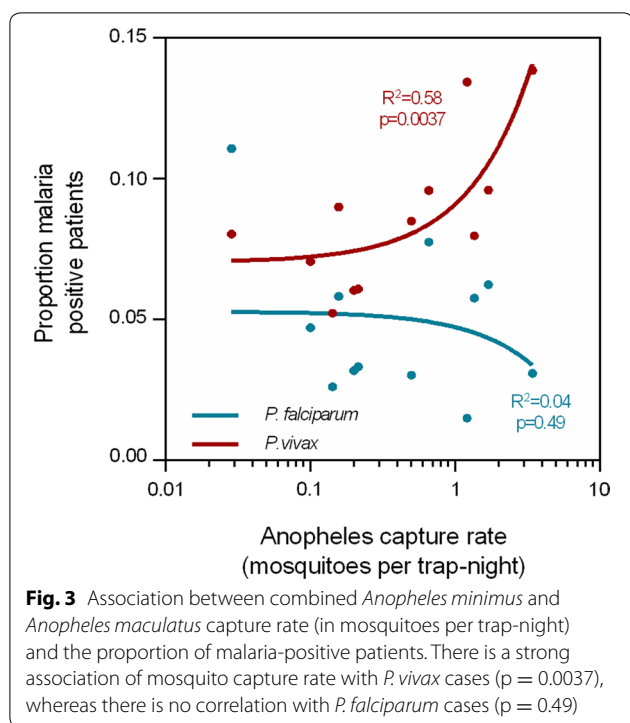 0.15
R²=0.58
p=0.0037
0.10
Proportion malaria
positive patients
0.05
R²=0.04
p=0.49
P. falciparum
P. vivax
0.00
0.01
0.1
1
10
Anopheles capture rate
(mosquitoes per trap-night)
Fig. 3 Association between combined Anopheles minimus and
Anopheles maculatus capture rate (in mosquitoes per trap-night)
and the proportion of malaria-positive patients. There is a strong
association of mosquito capture rate with P. vivax cases (p = 0.0037),
whereas there is no correlation with P. falciparum cases (p = 0.49)